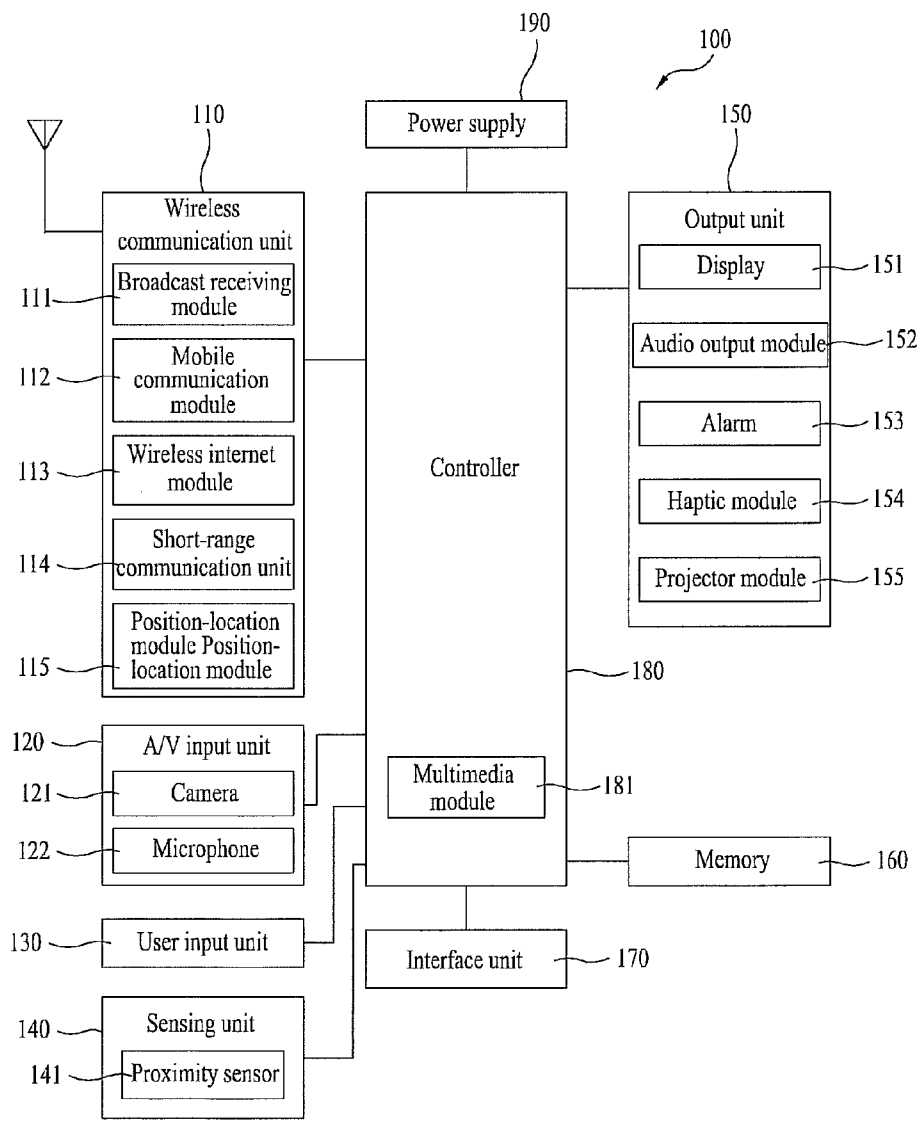 190
100
Power supply
110
150
Wireless
communication unit
Output unit
Broadcast receiving
module
111
Display
151
Mobile
communication
module
112
Audio output module
152
Wireless internet
module
113
Alarm
153
Controller
Haptic module
154
Short-range
communication unit
114
Projector module
155
Position-location
module Position-
location module
115
180
120
A/V input unit
121
Camera
Multimedia
module
181
122
Microphone
Memory
160
130
User input unit
Interface unit
170
140
Sensing unit
141
Proximity sensor